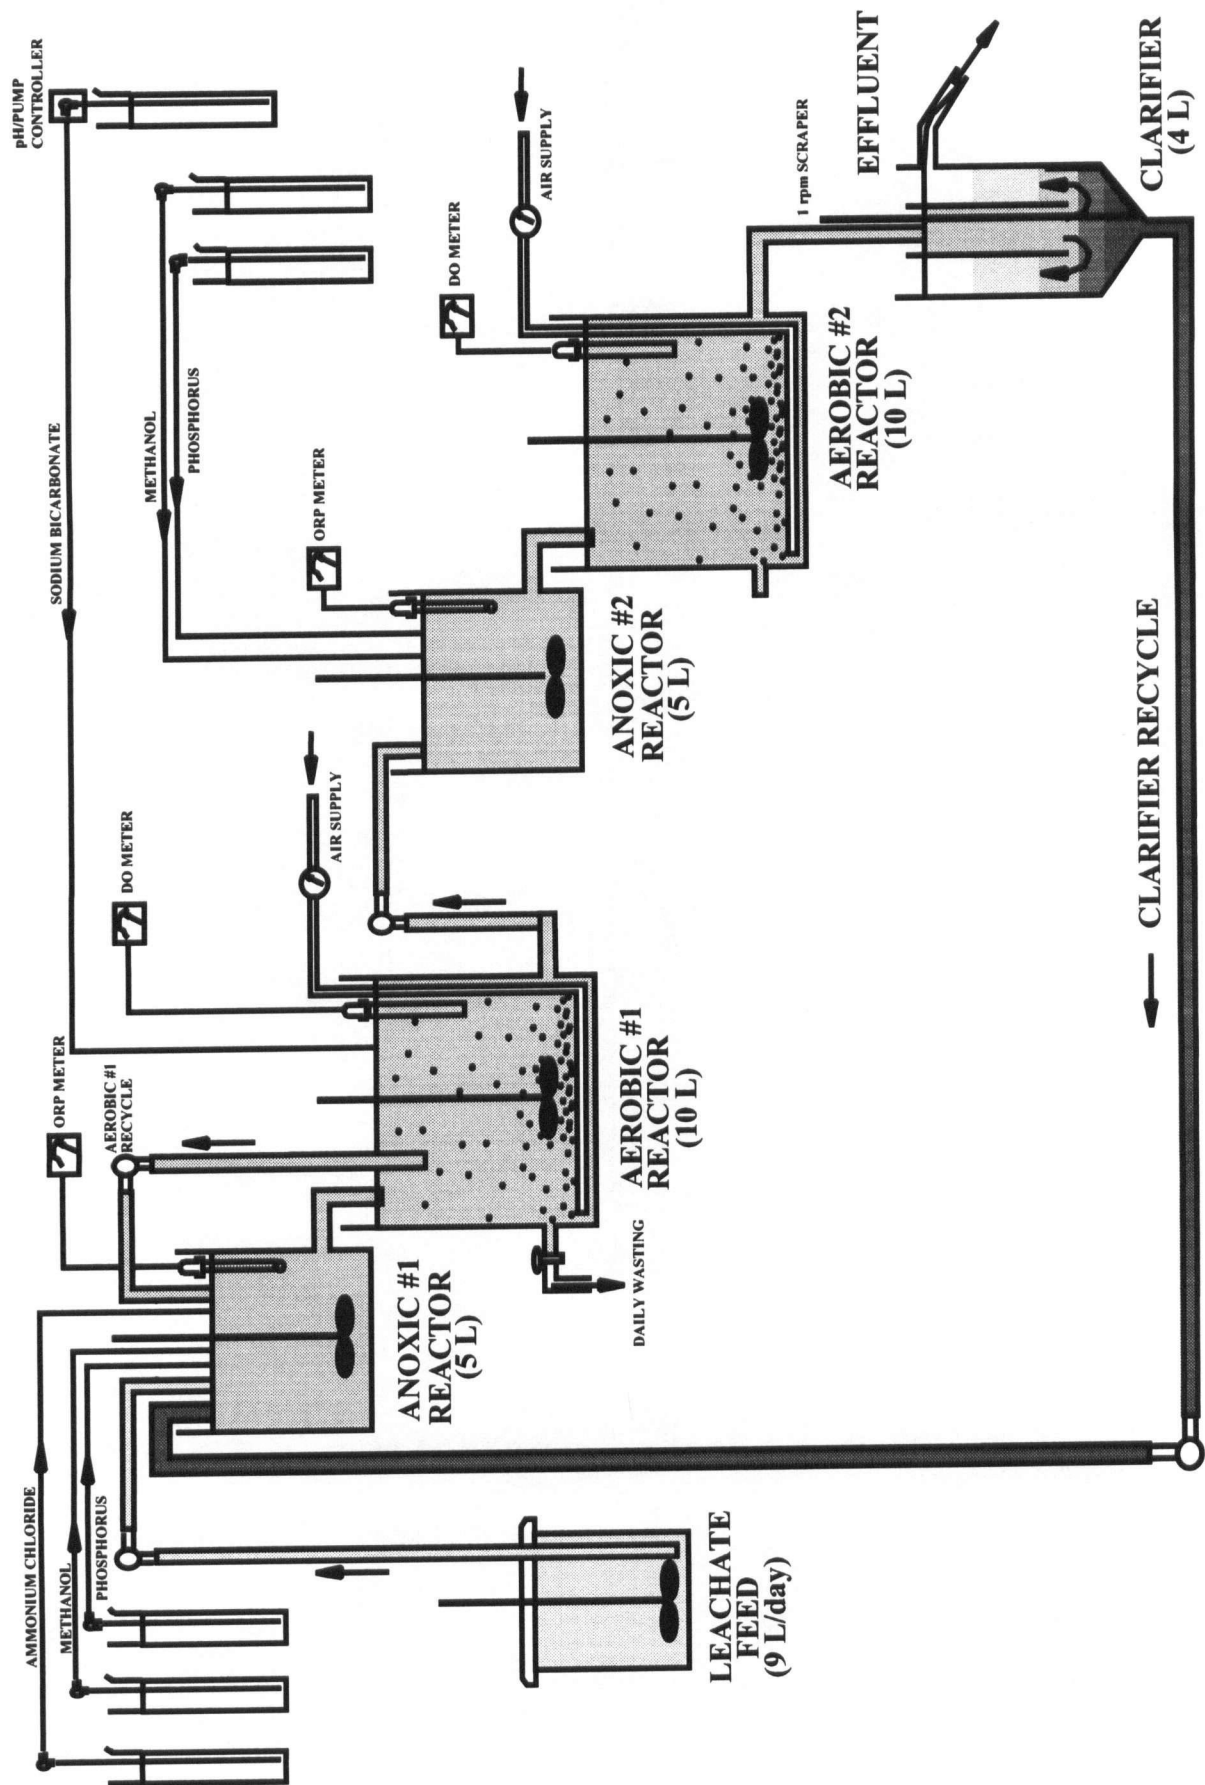 AMMONIUM CHLORIDE
METHANOL
PHOSPHORUS
ORP METER
AEROBIC #1
RECYCLE
DO METER
SODIUM BICARBONATE
pH/PUMP
CONTROLLER
METHANOL
PHOSPHORUS
AIR SUPPLY
ORP METER
DO METER
AIR SUPPLY
LEACHATE
FEED
(9 L/day)
ANOXIC #1
REACTOR
(5 L)
DAILY WASTING
AEROBIC #1
REACTOR
(10 L)
ANOXIC #2
REACTOR
(5 L)
AEROBIC #2
REACTOR
(10 L)
1 rpm SCRAPER
EFFLUENT
CLARIFIER
(4 L)
CLARIFIER RECYCLE